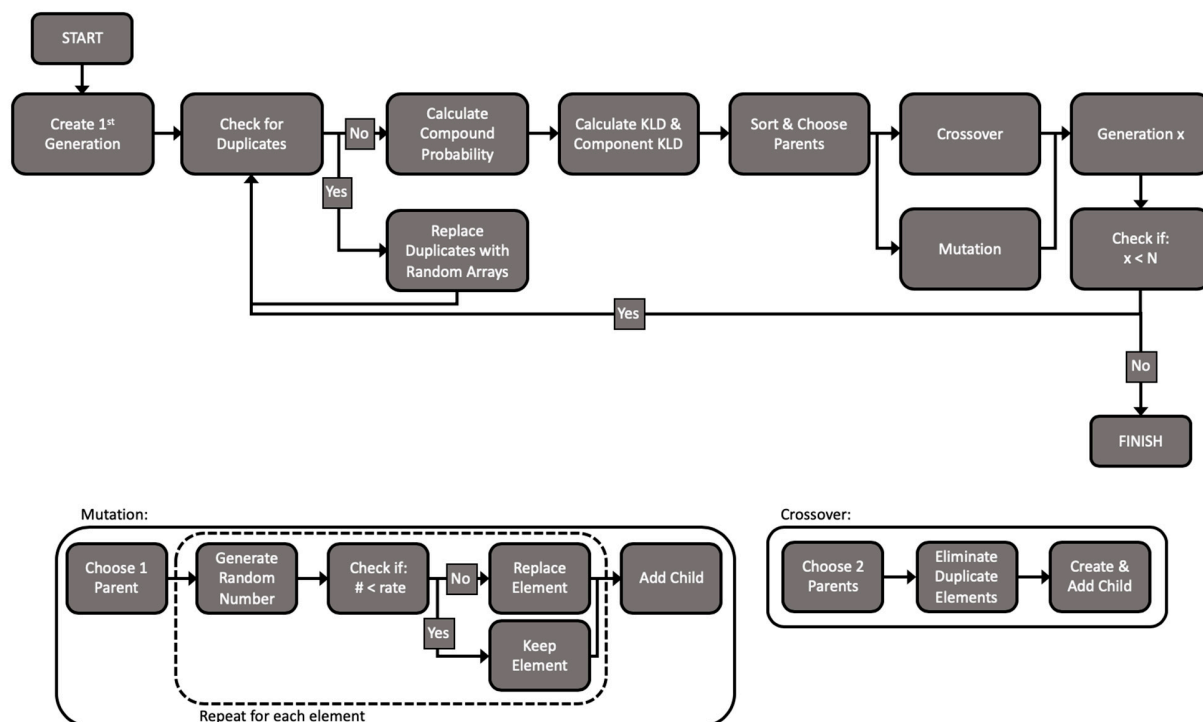 START
Create 1st
Generation
Check for
Duplicates
No
Yes
Calculate
Compound
Probability
Replace
Duplicates with
Random Arrays
Calculate KLD &
Component KLD
Sort & Choose
Parents
Crossover
Mutation
Generation x
Check if:
x < N
Yes
No
FINISH
Mutation:
Choose 1
Parent
Generate
Random
Number
Check if:
# < rate
No
Yes
Replace
Element
Keep
Element
Add Child
Repeat for each element
Crossover:
Choose 2
Parents
Eliminate
Duplicate
Elements
Create &
Add Child